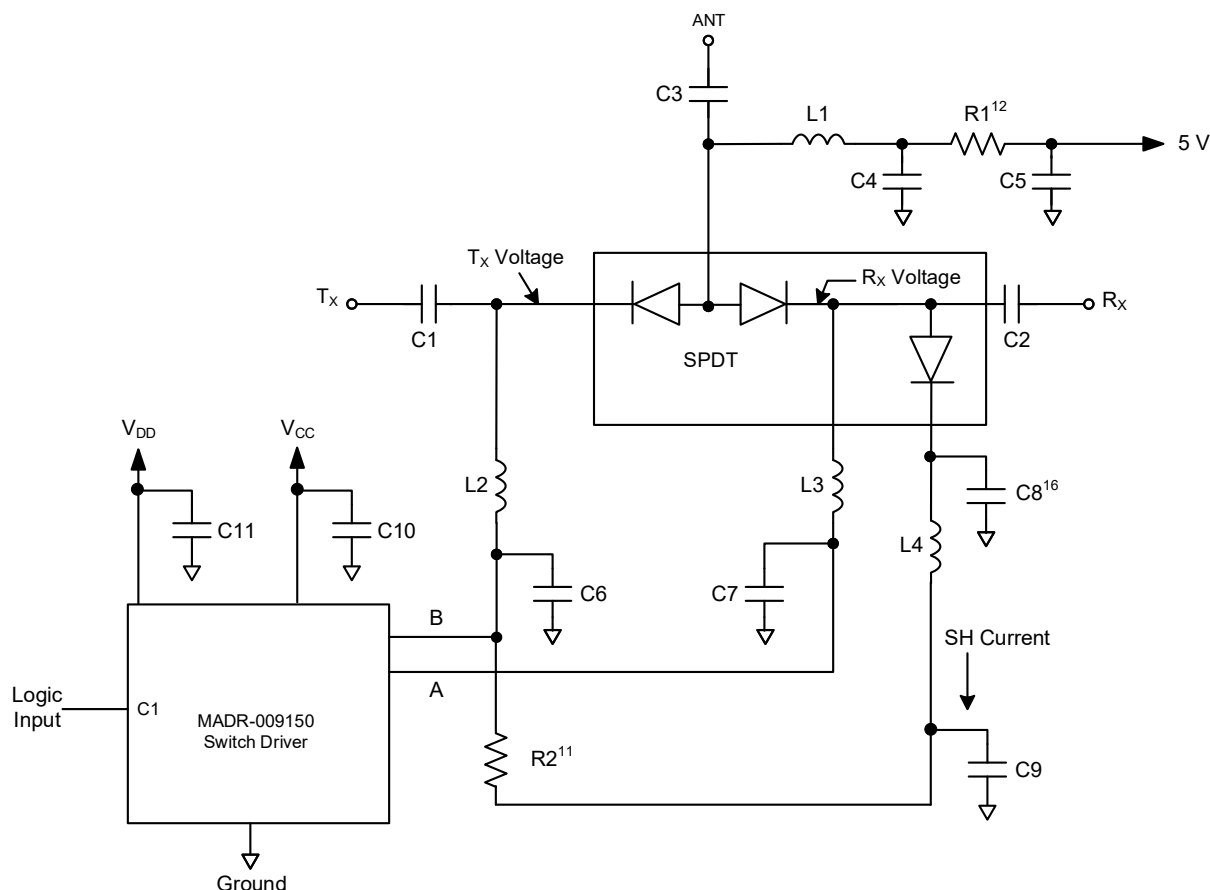 ANT
C3
L1
R1¹²
5 V
C4
C5
Tx Voltage
Rx Voltage
Tx
Rx
C1
C2
SPDT
VDD
VCC
L2
L3
C8¹⁶
C11
C10
L4
C6
C7
B
SH Current
A
Logic
Input
C1
MADR-009150
Switch Driver
R2¹¹
C9
Ground